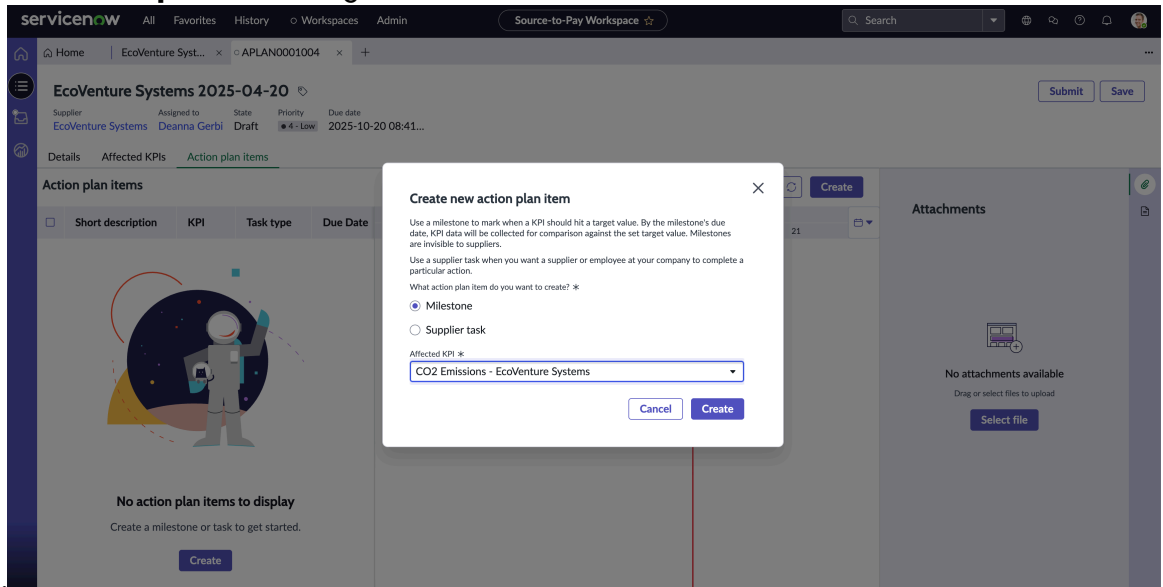 servicenow All Favorites History Workspaces Admin Source-to-Pay Workspace Search
Home EcoVenture Syst... × APLAN0001004 × +
EcoVenture Systems 2025-04-20
Submit Save
Supplier Assigned to State Priority Due date
EcoVenture Systems Deanna Gerbi Draft 4 - Low 2025-10-20 08:41...
Details Affected KPIs Action plan items
Action plan items
Create
Short description KPI Task type Due Date
21
No action plan items to display
Create a milestone or task to get started.
Create
Create new action plan item
Use a milestone to mark when a KPI should hit a target value. By the milestone's due
date, KPI data will be collected for comparison against the set target value. Milestones
are invisible to suppliers.
Use a supplier task when you want a supplier or employee at your company to complete a
particular action.
What action plan item do you want to create? *
Milestone
Supplier task
Affected KPI *
CO2 Emissions - EcoVenture Systems
Cancel Create
Attachments
No attachments available
Drag or select files to upload
Select file